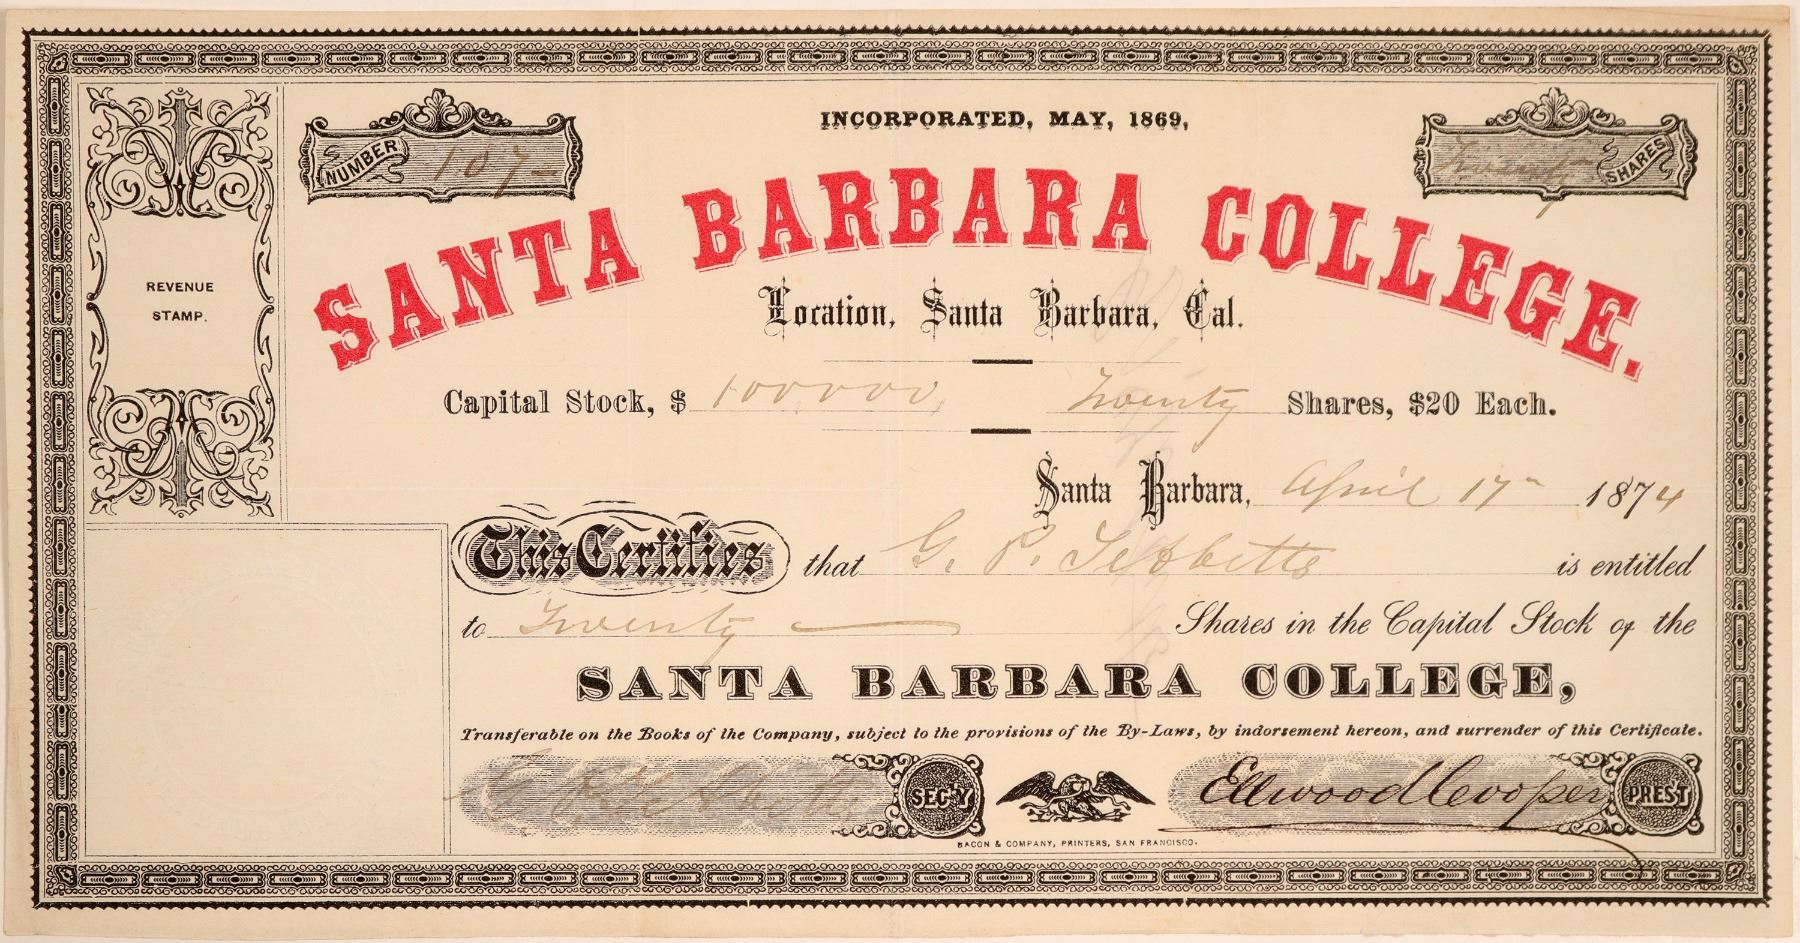 INCORPORATED, MAY, 1869,
NUMBER 107
Twenty SHARES
SANTA BARBARA COLLEGE.
REVENUE
STAMP.
Location, Santa Barbara, Cal.
Capital Stock, $ 100,000, Twenty Shares, $20 Each.
Santa Barbara, April 17th 1874
This Certifies that G. P. Tebbetts is entitled
to Twenty Shares in the Capital Stock of the
SANTA BARBARA COLLEGE,
Transferable on the Books of the Company, subject to the provisions of the By-Laws, by indorsement hereon, and surrender of this Certificate.
SEC'Y
Ellwood Cooper PREST
BACON & COMPANY, PRINTERS, SAN FRANCISCO.